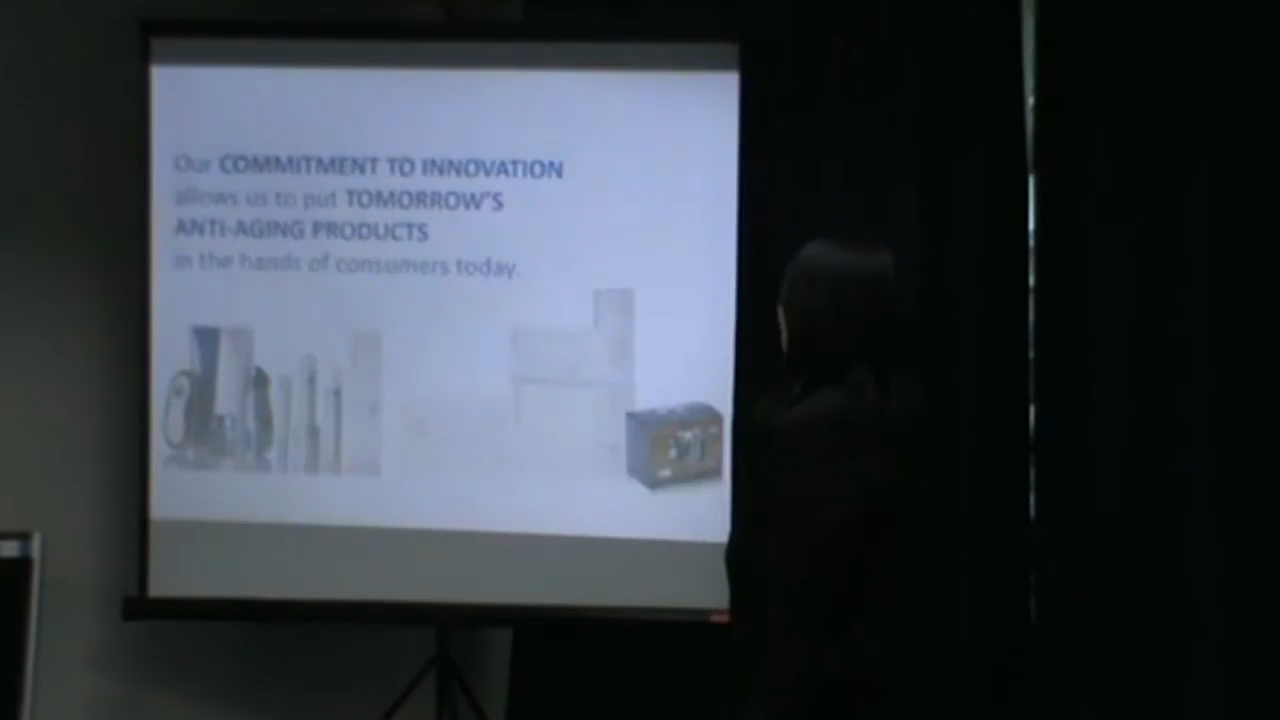 Our COMMITMENT TO INNOVATION
allows us to put TOMORROW'S
ANTI-AGING PRODUCTS
in the hands of consumers today.